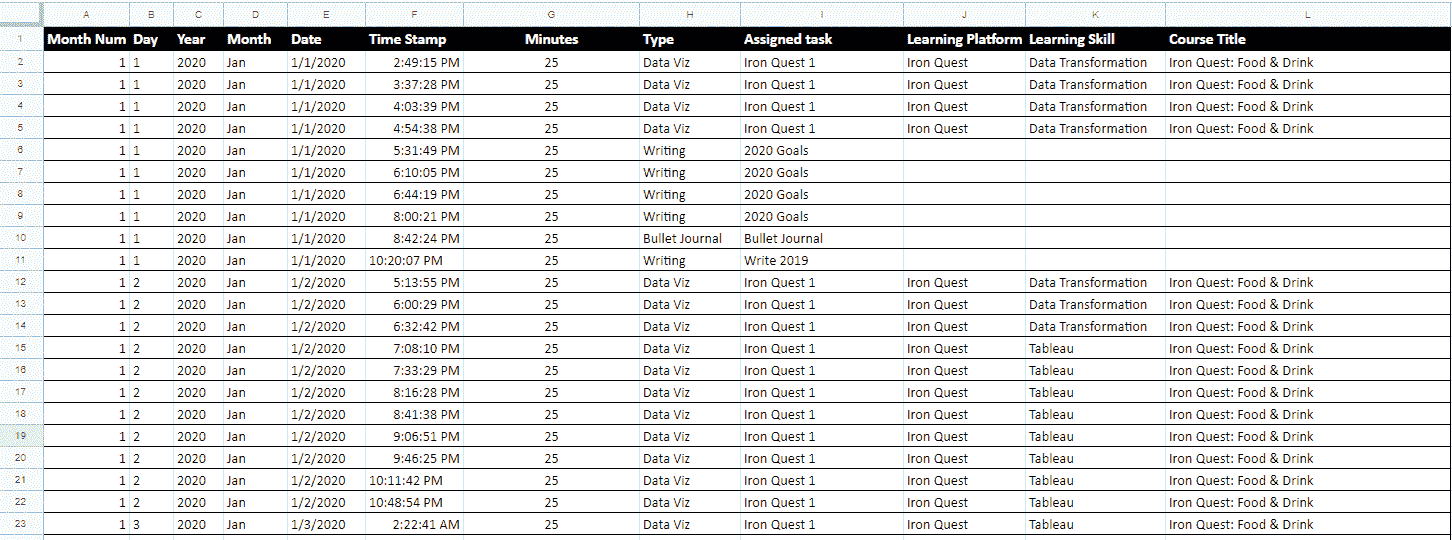 A B C D E F G H I J K L
1 Month Num Day Year Month Date Time Stamp Minutes Type Assigned task Learning Platform Learning Skill Course Title
2 1 1 2020 Jan 1/1/2020 2:49:15 PM 25 Data Viz Iron Quest 1 Iron Quest Data Transformation Iron Quest: Food & Drink
3 1 1 2020 Jan 1/1/2020 3:37:28 PM 25 Data Viz Iron Quest 1 Iron Quest Data Transformation Iron Quest: Food & Drink
4 1 1 2020 Jan 1/1/2020 4:03:39 PM 25 Data Viz Iron Quest 1 Iron Quest Data Transformation Iron Quest: Food & Drink
5 1 1 2020 Jan 1/1/2020 4:54:38 PM 25 Data Viz Iron Quest 1 Iron Quest Data Transformation Iron Quest: Food & Drink
6 1 1 2020 Jan 1/1/2020 5:31:49 PM 25 Writing 2020 Goals
7 1 1 2020 Jan 1/1/2020 6:10:05 PM 25 Writing 2020 Goals
8 1 1 2020 Jan 1/1/2020 6:44:19 PM 25 Writing 2020 Goals
9 1 1 2020 Jan 1/1/2020 8:00:21 PM 25 Writing 2020 Goals
10 1 1 2020 Jan 1/1/2020 8:42:24 PM 25 Bullet Journal Bullet Journal
11 1 1 2020 Jan 1/1/2020 10:20:07 PM 25 Writing Write 2019
12 1 2 2020 Jan 1/2/2020 5:13:55 PM 25 Data Viz Iron Quest 1 Iron Quest Data Transformation Iron Quest: Food & Drink
13 1 2 2020 Jan 1/2/2020 6:00:29 PM 25 Data Viz Iron Quest 1 Iron Quest Data Transformation Iron Quest: Food & Drink
14 1 2 2020 Jan 1/2/2020 6:32:42 PM 25 Data Viz Iron Quest 1 Iron Quest Data Transformation Iron Quest: Food & Drink
15 1 2 2020 Jan 1/2/2020 7:08:10 PM 25 Data Viz Iron Quest 1 Iron Quest Tableau Iron Quest: Food & Drink
16 1 2 2020 Jan 1/2/2020 7:33:29 PM 25 Data Viz Iron Quest 1 Iron Quest Tableau Iron Quest: Food & Drink
17 1 2 2020 Jan 1/2/2020 8:16:28 PM 25 Data Viz Iron Quest 1 Iron Quest Tableau Iron Quest: Food & Drink
18 1 2 2020 Jan 1/2/2020 8:41:38 PM 25 Data Viz Iron Quest 1 Iron Quest Tableau Iron Quest: Food & Drink
19 1 2 2020 Jan 1/2/2020 9:06:51 PM 25 Data Viz Iron Quest 1 Iron Quest Tableau Iron Quest: Food & Drink
20 1 2 2020 Jan 1/2/2020 9:46:25 PM 25 Data Viz Iron Quest 1 Iron Quest Tableau Iron Quest: Food & Drink
21 1 2 2020 Jan 1/2/2020 10:11:42 PM 25 Data Viz Iron Quest 1 Iron Quest Tableau Iron Quest: Food & Drink
22 1 2 2020 Jan 1/2/2020 10:48:54 PM 25 Data Viz Iron Quest 1 Iron Quest Tableau Iron Quest: Food & Drink
23 1 3 2020 Jan 1/3/2020 2:22:41 AM 25 Data Viz Iron Quest 1 Iron Quest Tableau Iron Quest: Food & Drink